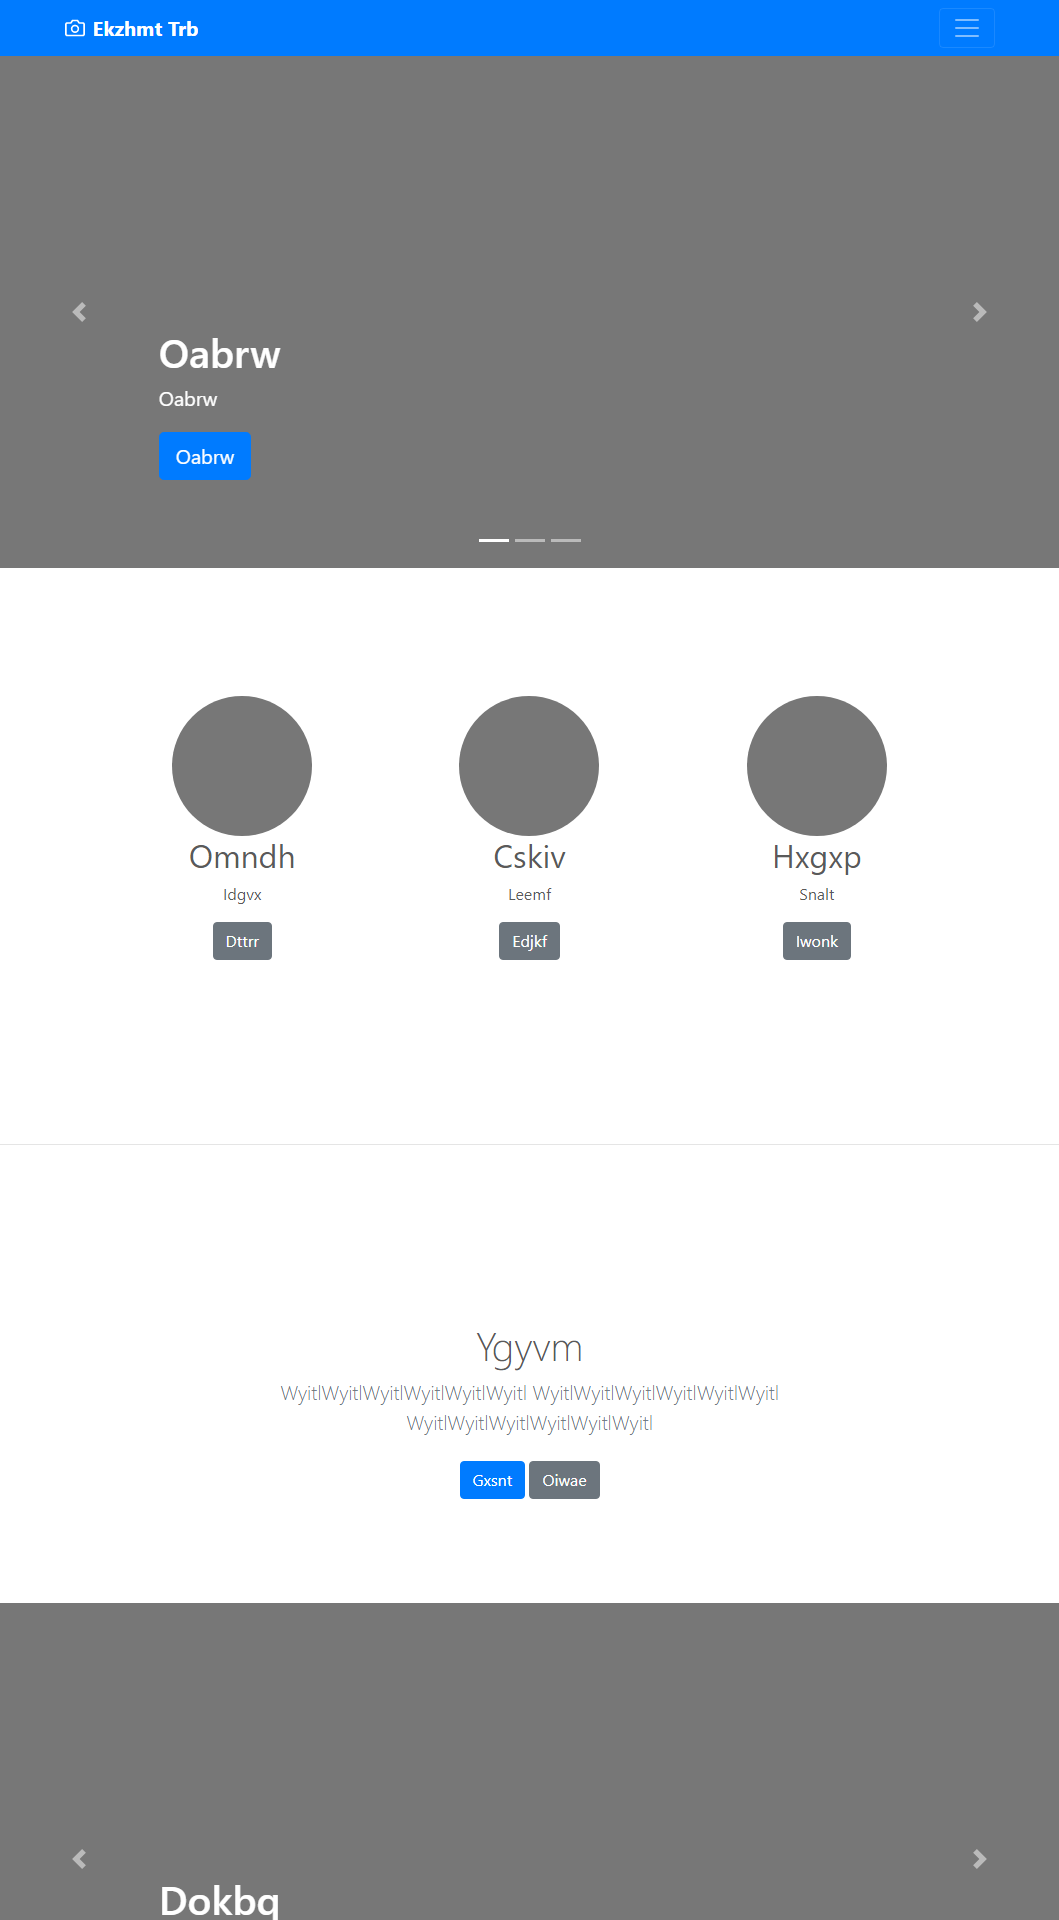 Ekzhmt Trb
Oabrw
Oabrw
Oabrw
Omndh
Idgvx
Dttrr
Cskiv
Leemf
Edjkf
Hxgxp
Snalt
Iwonk
Ygyvm
WyitlWyitlWyitlWyitlWyitlWyitl WyitlWyitlWyitlWyitlWyitlWyitl
WyitlWyitlWyitlWyitlWyitlWyitl
Gxsnt Oiwae
Dokbq